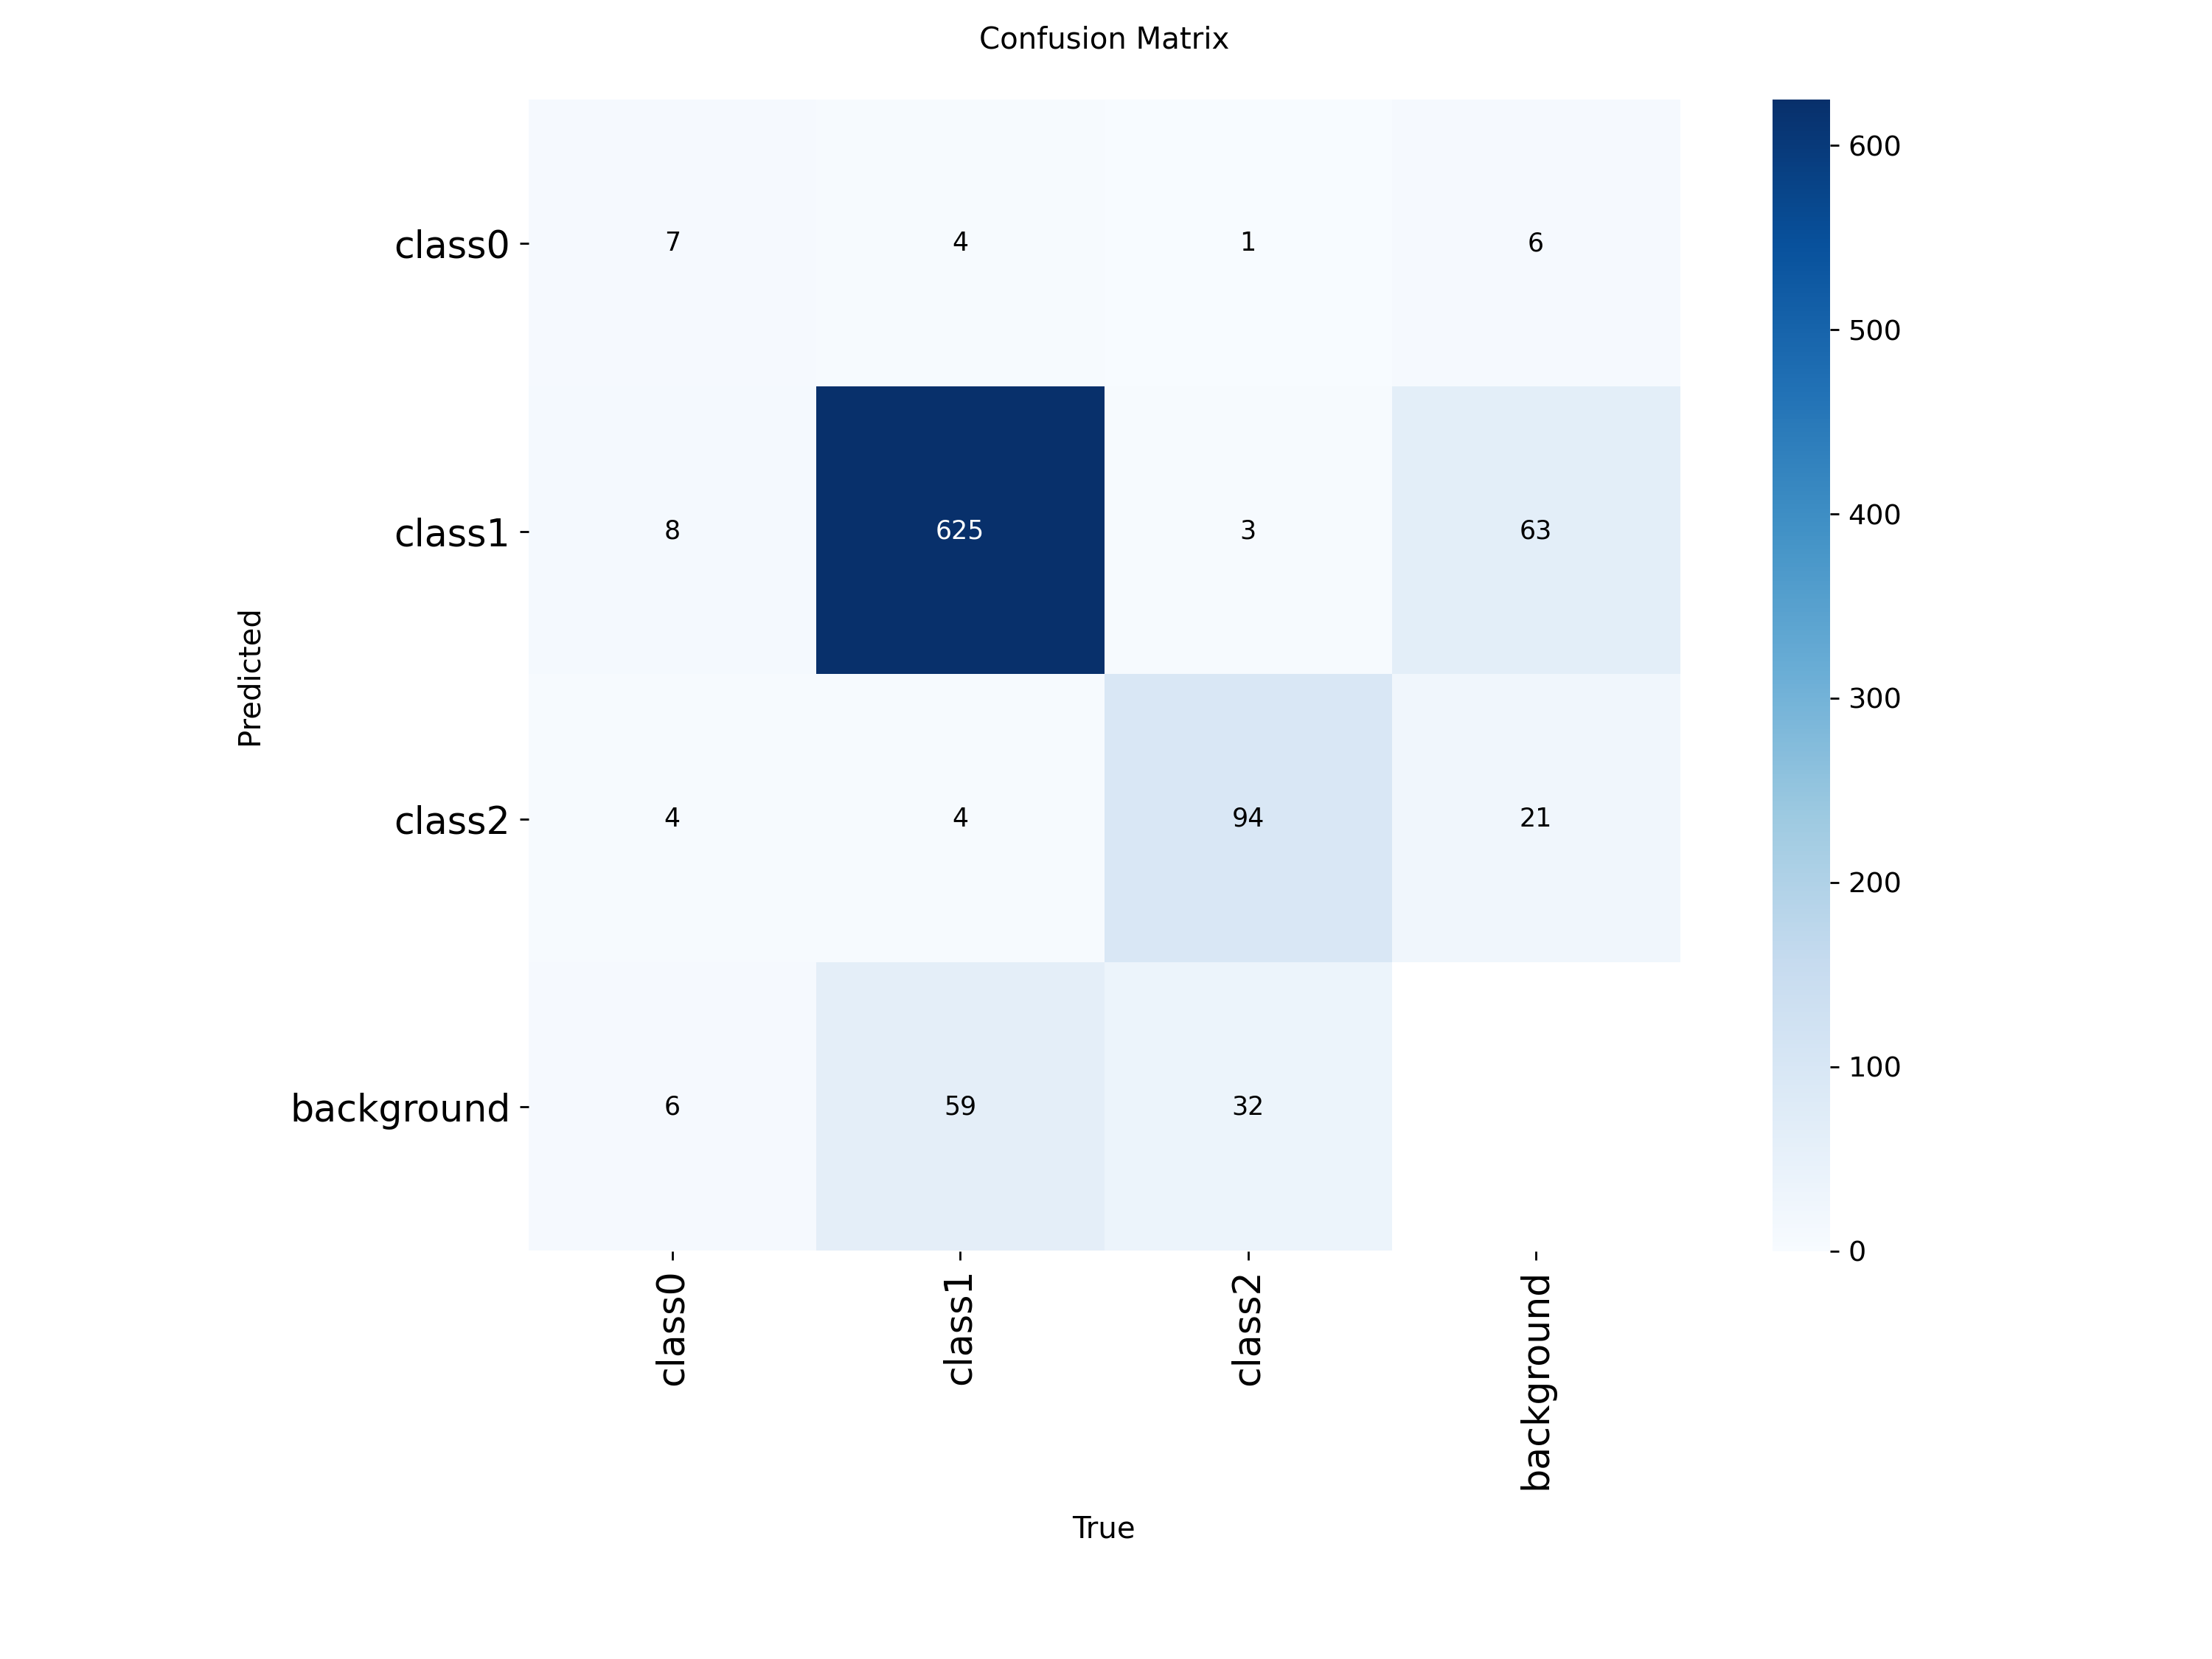 Confusion Matrix
class0 7 4 1 6
class1 8 625 3 63
class2 4 4 94 21
background 6 59 32
Predicted
class0 class1 class2 background
True
600
500
400
300
200
100
0